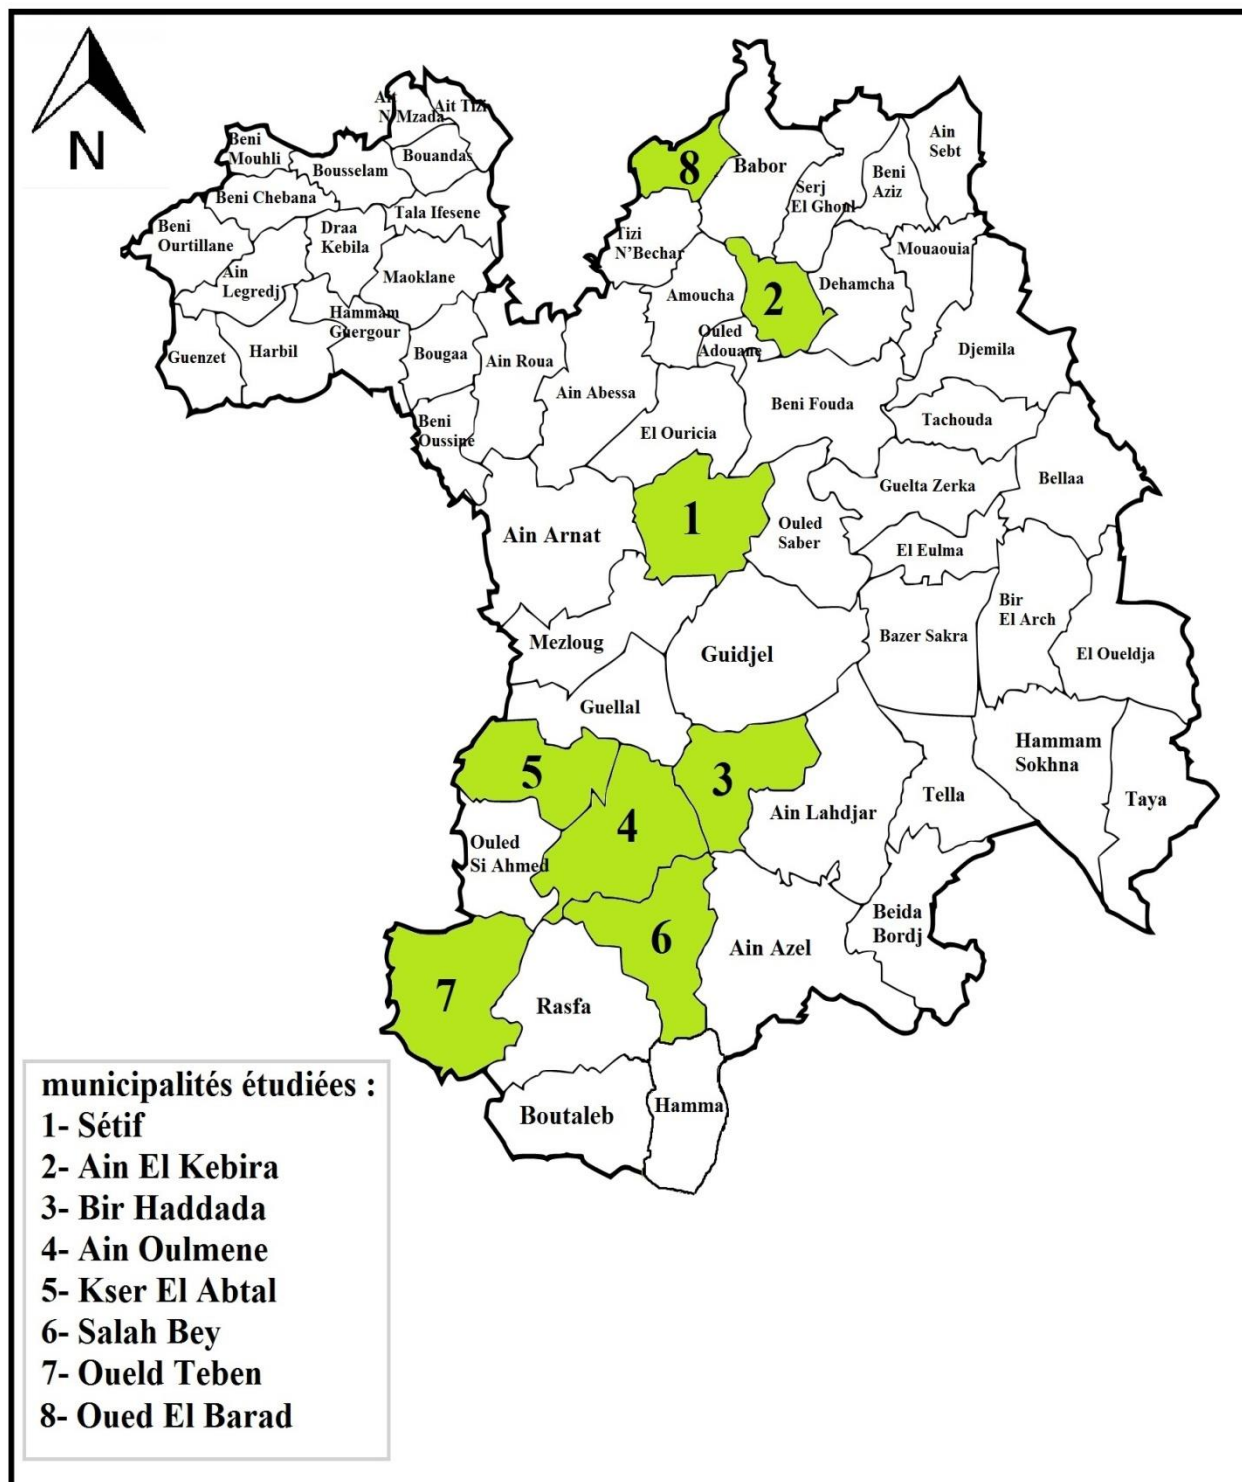 N
Ait
N Mzada
Ait Tizi
Beni
Mouhli
Bousselam
Bouandas
Beni Chebana
Tala Ifesene
Beni
Ourtillane
Draa
Kebila
Ain
Legredj
Maoklane
Hammam
Guergour
Guenzet
Harbil
Bougaa
Ain Roua
Beni
Oussine
Ain Abessa
8
Babor
Serj
El Ghoul
Beni
Aziz
Ain
Sebt
Tizi
N'Bechar
Mouaouia
Amoucha
2
Dehamcha
Ouled
Adouane
Djemila
Beni Fouda
Tachouda
El Ouricia
Guelta Zerka
Bellaa
Ain Arnat
1
Ouled
Saber
El Eulma
Bir
El Arch
Mezloug
Guidjel
Bazer Sakra
El Oueldja
Guellal
5
3
Hammam
Sokhna
4
Ain Lahdjar
Tella
Taya
Ouled
Si Ahmed
6
Ain Azel
Beida
Bordj
7
Rasfa
Boutaleb
Hamma
municipalités étudiées :
1- Sétif
2- Ain El Kebira
3- Bir Haddada
4- Ain Oulmene
5- Kser El Abtal
6- Salah Bey
7- Oueld Teben
8- Oued El Barad